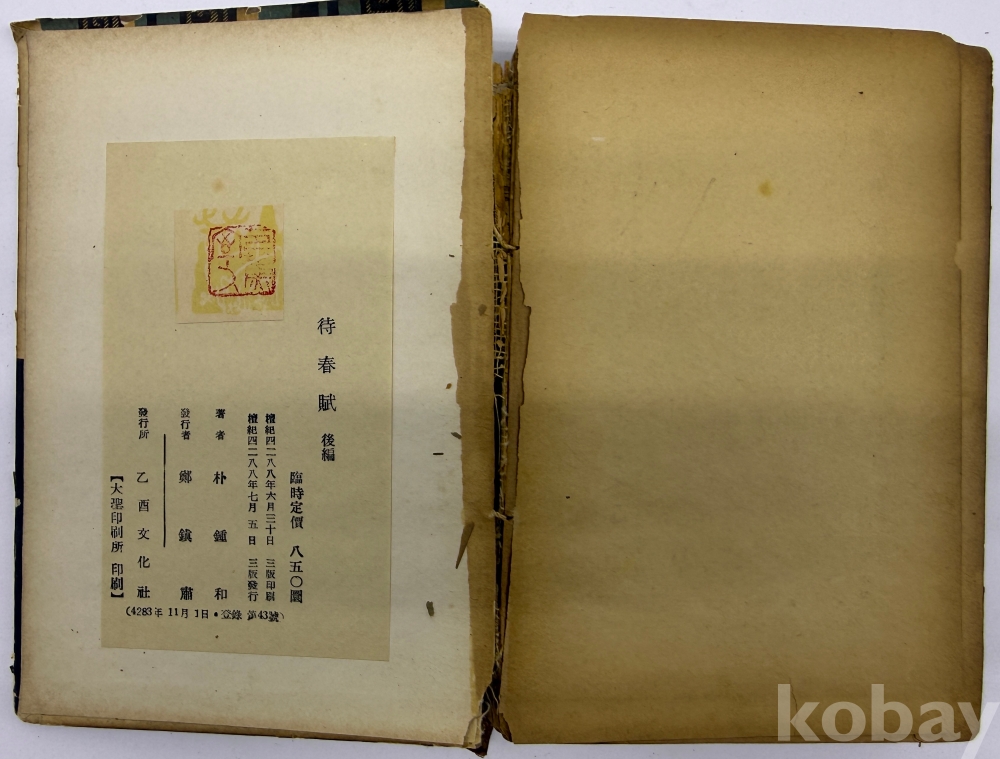 待春賦 後編
臨時定價 八五〇圜
檀紀四二八八年六月三十日 三版印刷
檀紀四二八八年七月 五 日 三版發行
著者 朴鍾和
發行者 鄭鎭肅
發行所 乙酉文化社
【大聖印刷所 印刷】
(4283年 11月 1日・登錄 第43號)
kobay